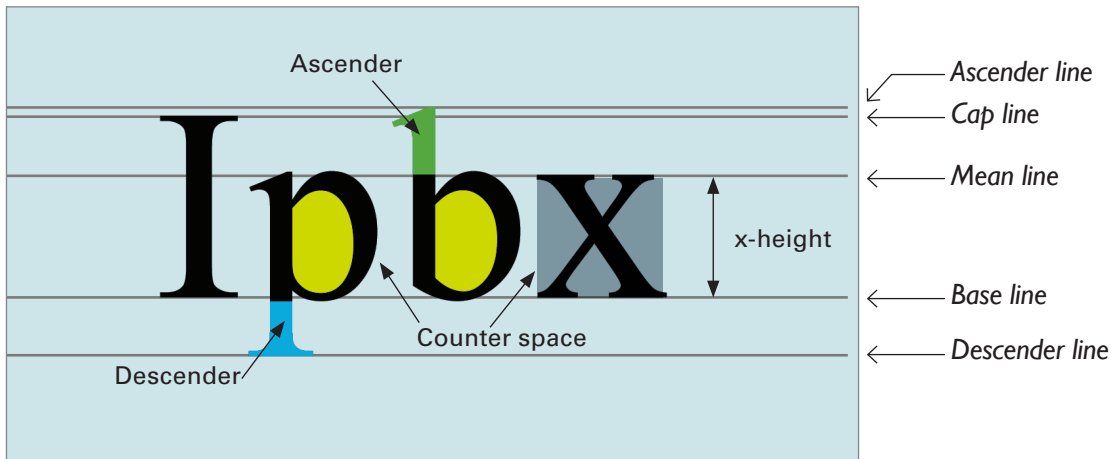 Ascender
Ascender line
Cap line
Mean line
Ipbx
x-height
Base line
Counter space
Descender line
Descender